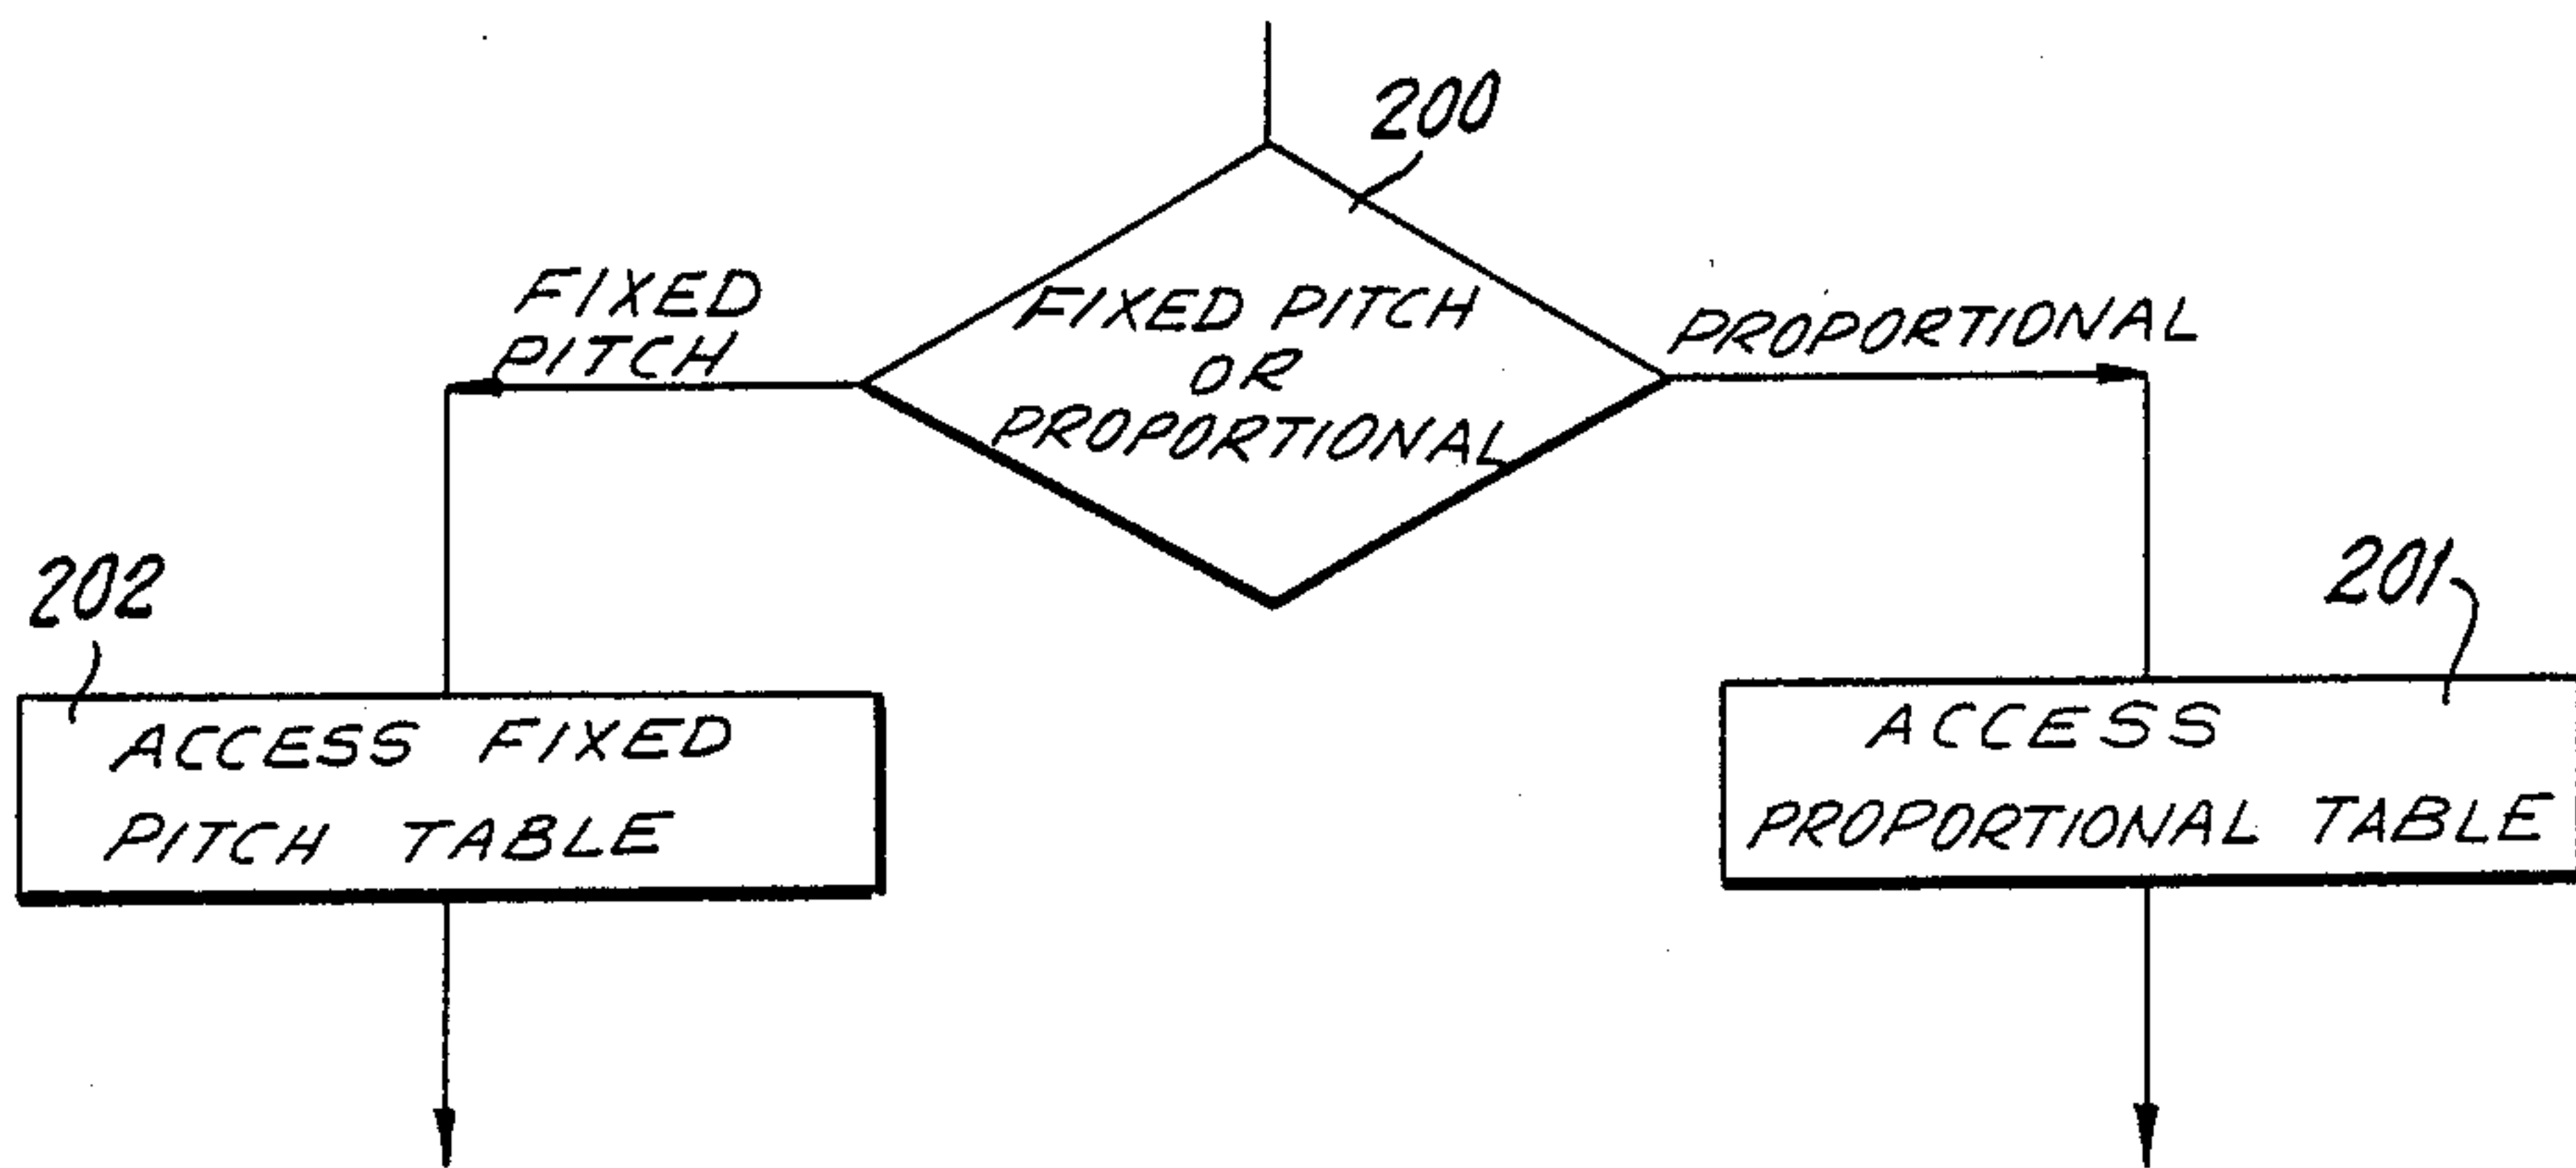 200
FIXED
PITCH
FIXED PITCH
OR
PROPORTIONAL
PROPORTIONAL
202
ACCESS FIXED
PITCH TABLE
201
ACCESS
PROPORTIONAL TABLE